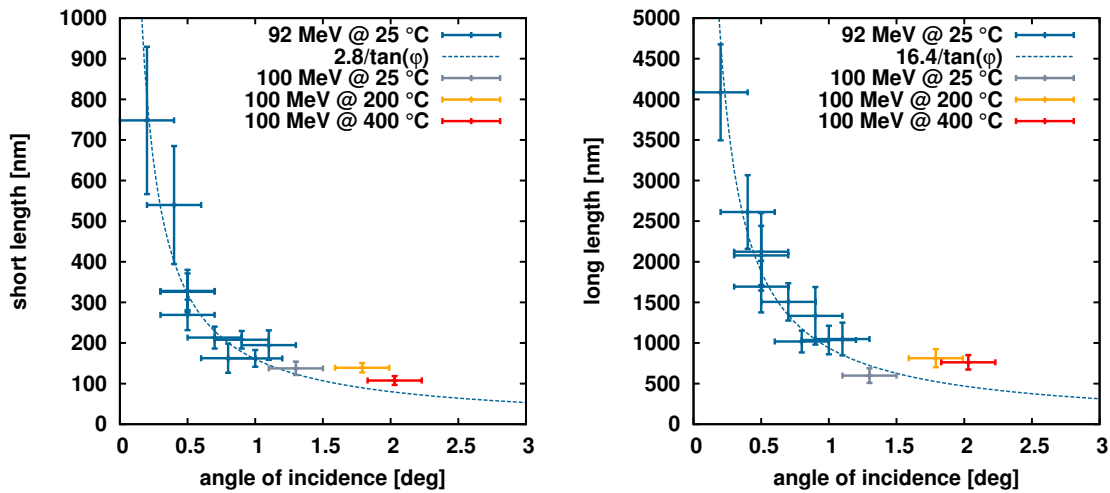 1000
900
800
700
600
500
400
300
200
100
0
short length [nm]
92 MeV @ 25 °C
2.8/tan(φ)
100 MeV @ 25 °C
100 MeV @ 200 °C
100 MeV @ 400 °C
0 0.5 1 1.5 2 2.5 3
angle of incidence [deg]
5000
4500
4000
3500
3000
2500
2000
1500
1000
500
0
long length [nm]
92 MeV @ 25 °C
16.4/tan(φ)
100 MeV @ 25 °C
100 MeV @ 200 °C
100 MeV @ 400 °C
0 0.5 1 1.5 2 2.5 3
angle of incidence [deg]